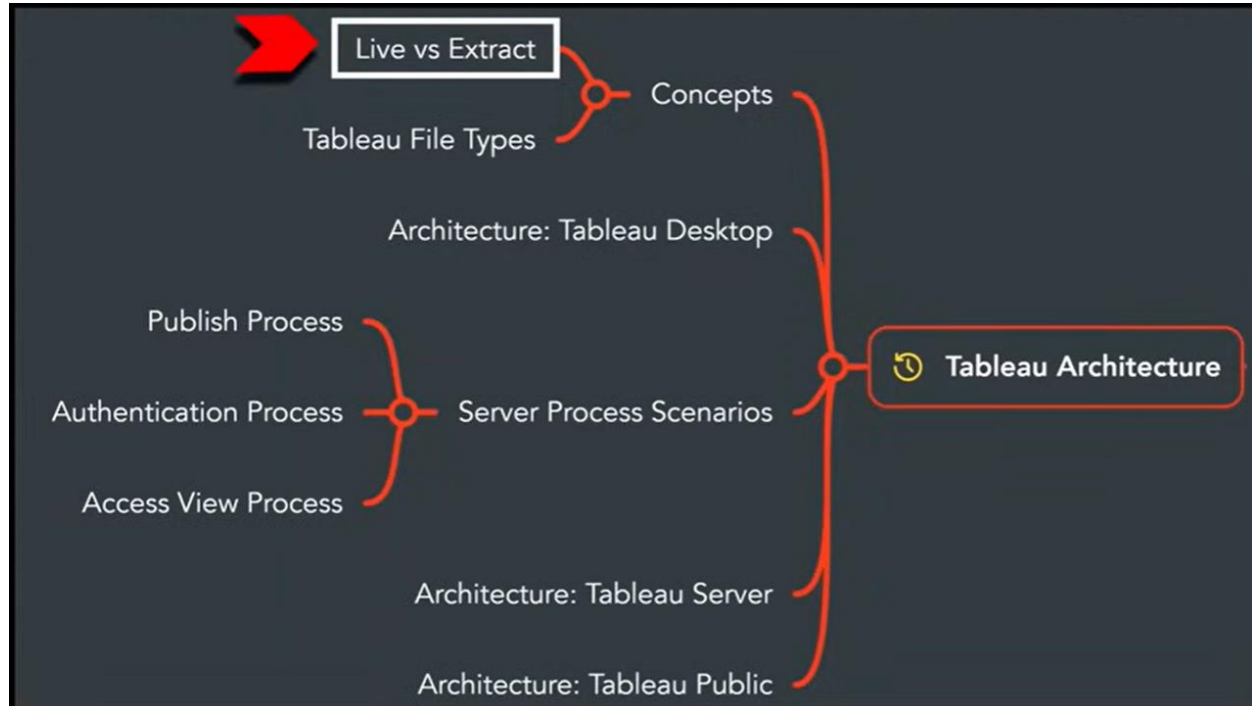 Live vs Extract
Concepts
Tableau File Types
Architecture: Tableau Desktop
Publish Process
Authentication Process
Server Process Scenarios
Access View Process
Tableau Architecture
Architecture: Tableau Server
Architecture: Tableau Public